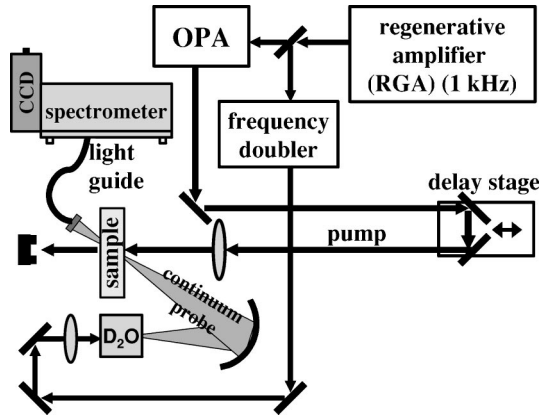 OPA
regenerative
amplifier
(RGA) (1 kHz)
CCD
spectrometer
frequency
doubler
light
guide
delay stage
sample
pump
continuum
probe
D₂O